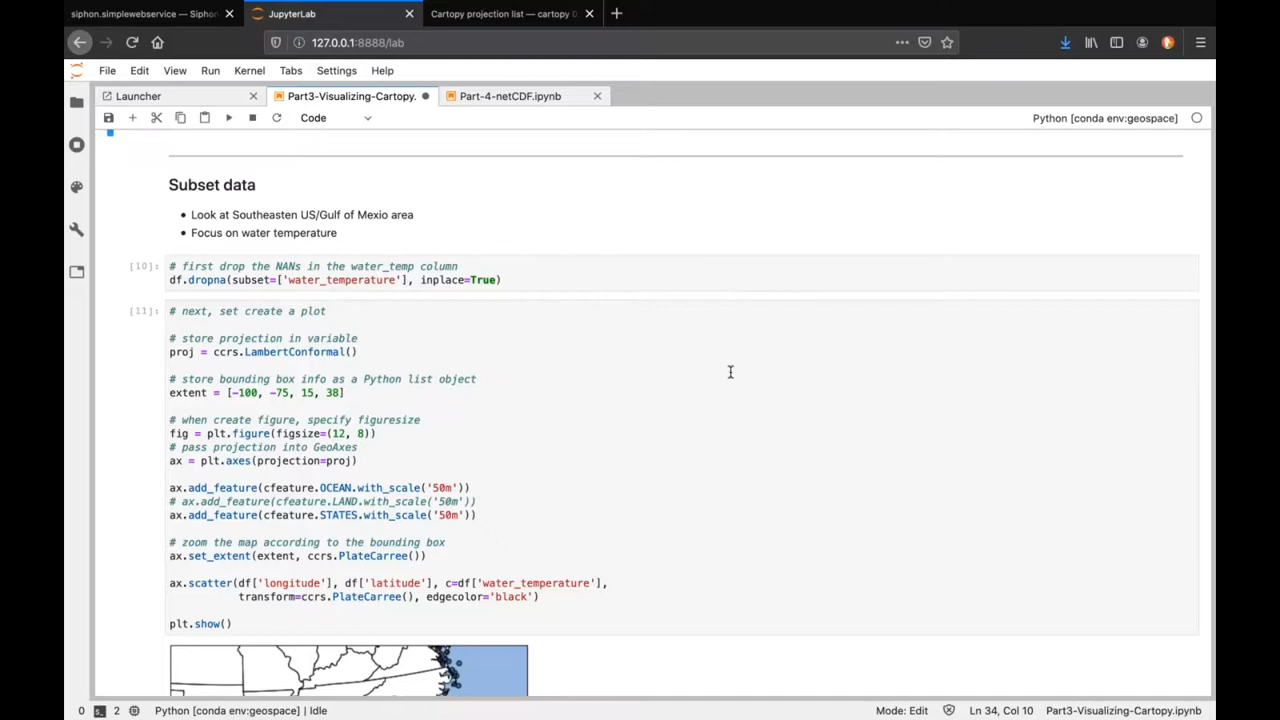 siphon.simplewebservice — Siphon
JupyterLab
Cartopy projection list — cartopy 0
127.0.0.1:8888/lab
File Edit View Run Kernel Tabs Settings Help
Launcher
Part3-Visualizing-Cartopy.
Part-4-netCDF.ipynb
Code
Python [conda env:geospace]
Subset data
• Look at Southeasten US/Gulf of Mexio area
• Focus on water temperature
[10]: # first drop the NANs in the water_temp column
df.dropna(subset=['water_temperature'], inplace=True)
[11]: # next, set create a plot
# store projection in variable
proj = ccrs.LambertConformal()
# store bounding box info as a Python list object
extent = [-100, -75, 15, 38]
# when create figure, specify figuresize
fig = plt.figure(figsize=(12, 8))
# pass projection into GeoAxes
ax = plt.axes(projection=proj)
ax.add_feature(cfeature.OCEAN.with_scale('50m'))
# ax.add_feature(cfeature.LAND.with_scale('50m'))
ax.add_feature(cfeature.STATES.with_scale('50m'))
# zoom the map according to the bounding box
ax.set_extent(extent, ccrs.PlateCarree())
ax.scatter(df['longitude'], df['latitude'], c=df['water_temperature'],
transform=ccrs.PlateCarree(), edgecolor='black')
plt.show()
0 2 Python [conda env:geospace] | Idle
Mode: Edit Ln 34, Col 10 Part3-Visualizing-Cartopy.ipynb